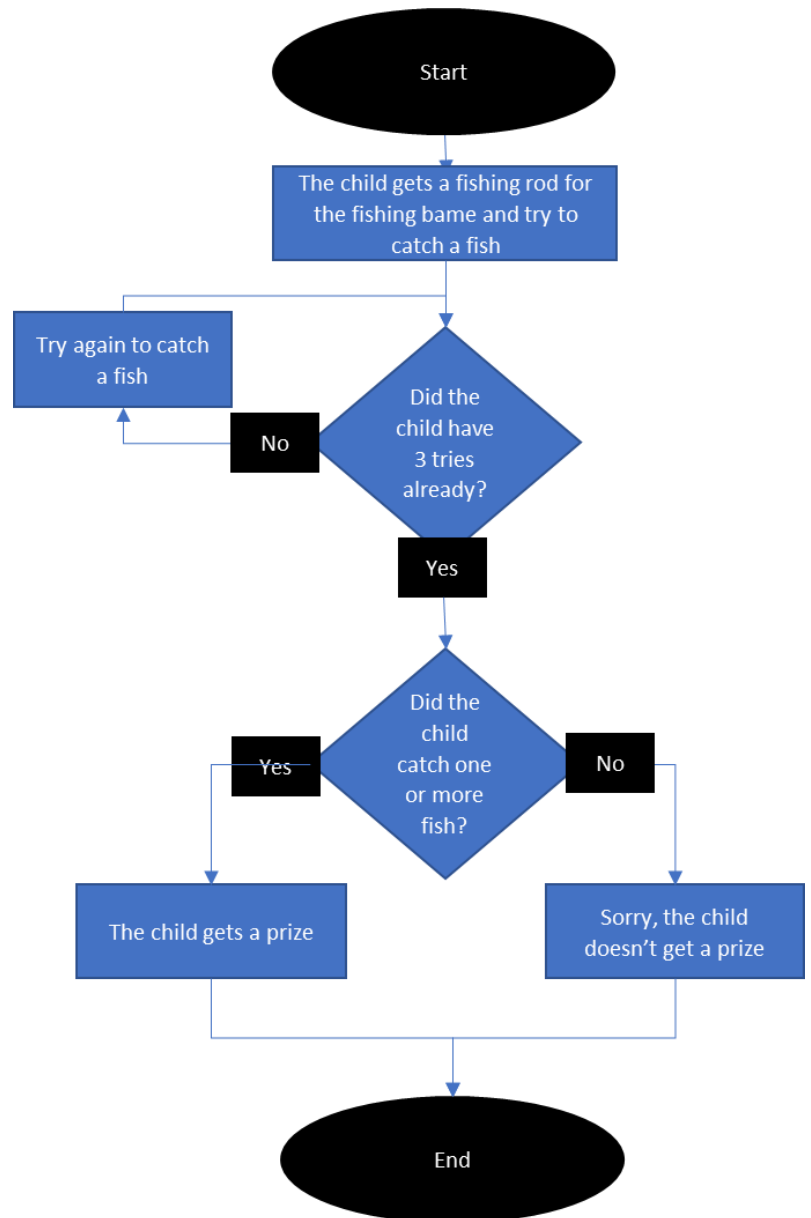 Start
The child gets a fishing rod for
the fishing bame and try to
catch a fish
Try again to catch
a fish
Did the
child have
3 tries
already?
No
Yes
Did the
child
catch one
or more
fish?
Yes
No
The child gets a prize
Sorry, the child
doesn’t get a prize
End